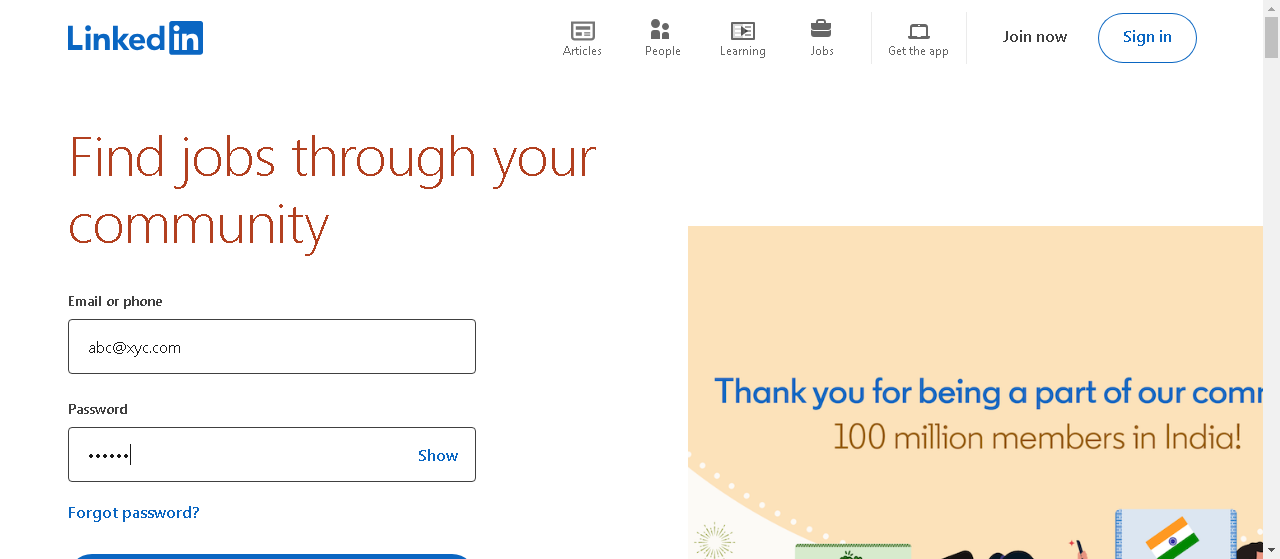 LinkedIn
Articles
People
Learning
Jobs
Get the app
Join now
Sign in
Find jobs through your
community
Email or phone
abc@xyc.com
Password
••••••
Show
Forgot password?
Thank you for being a part of our
100 million members in India!